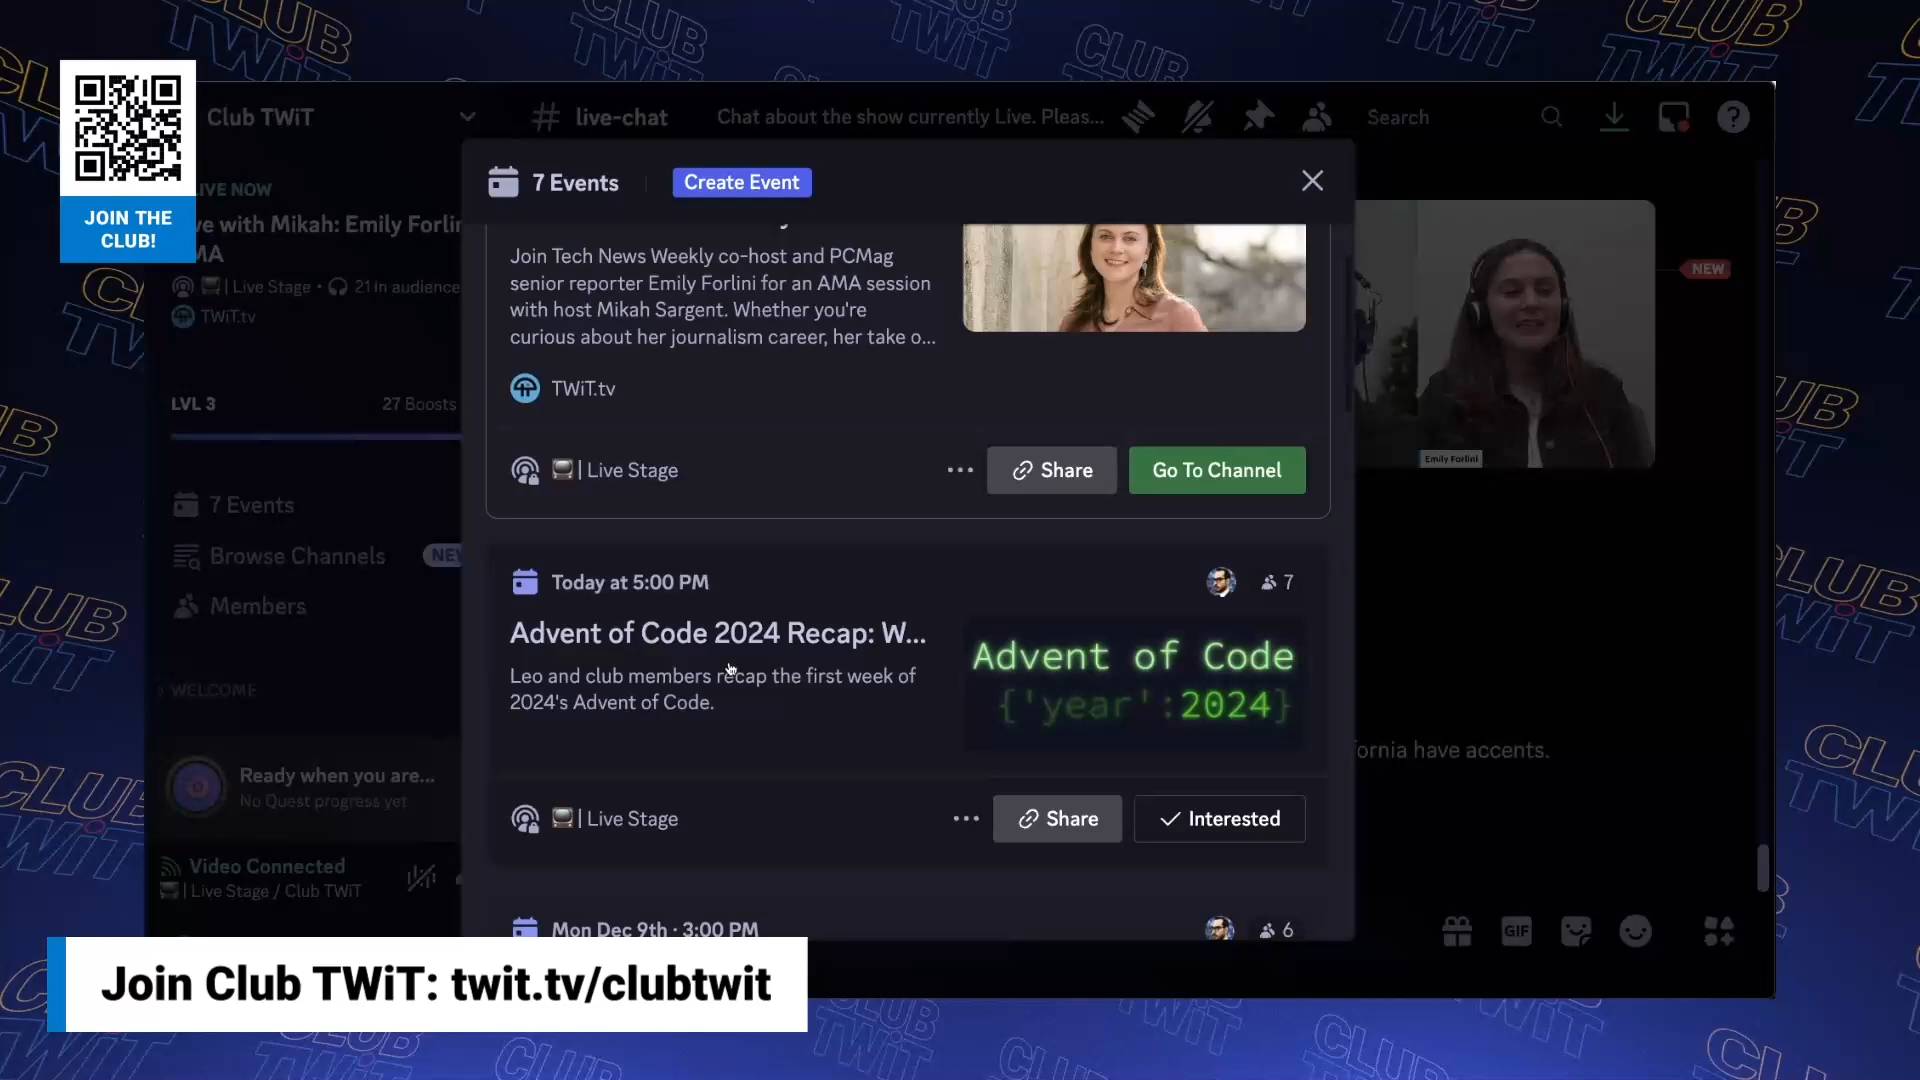 JOIN THE
CLUB!
Club TWiT
live-chat
Chat about the show currently Live. Pleas...
Search
7 Events
Create Event
LIVE NOW
ve with Mikah: Emily Forlin
MA
| Live Stage • 21 in audience
TWiT.tv
LVL 3
27 Boosts
7 Events
Browse Channels
NEW
Members
WELCOME
Ready when you are...
No Quest progress yet
Video Connected
| Live Stage / Club TWiT
Join Tech News Weekly co-host and PCMag
senior reporter Emily Forlini for an AMA session
with host Mikah Sargent. Whether you're
curious about her journalism career, her take o...
TWiT.tv
| Live Stage
Share
Go To Channel
Today at 5:00 PM
7
Advent of Code 2024 Recap: W...
Leo and club members recap the first week of
2024's Advent of Code.
Advent of Code
{'year':2024}
| Live Stage
Share
Interested
Mon Dec 9th · 3:00 PM
6
NEW
Emily Forlini
ornia have accents.
GIF
Join Club TWiT: twit.tv/clubtwit
CLUB
TWiT